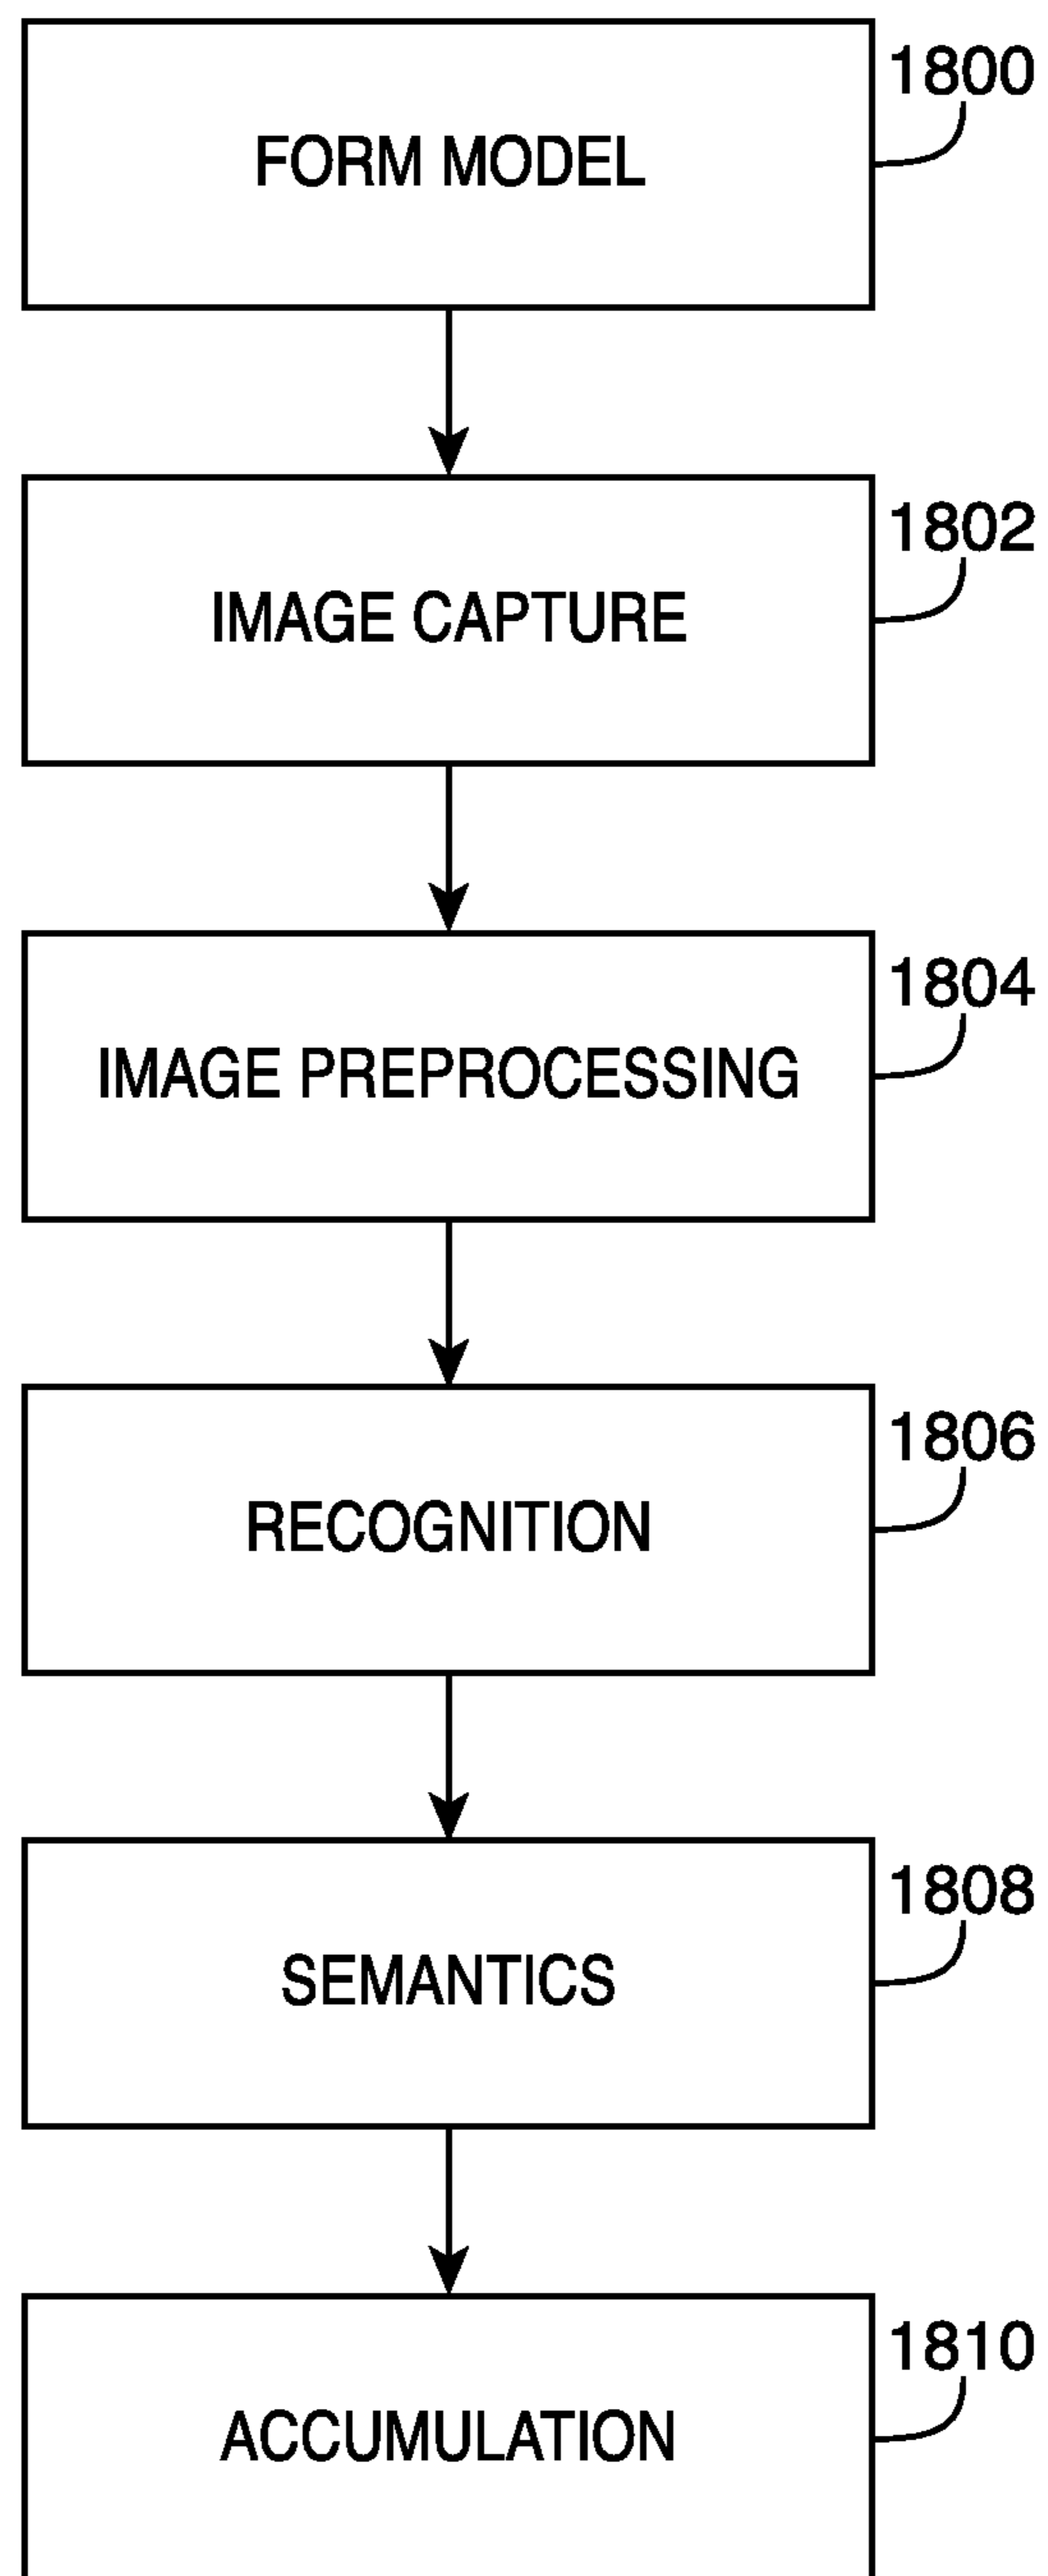 FORM MODEL
1800
IMAGE CAPTURE
1802
IMAGE PREPROCESSING
1804
RECOGNITION
1806
SEMANTICS
1808
ACCUMULATION
1810